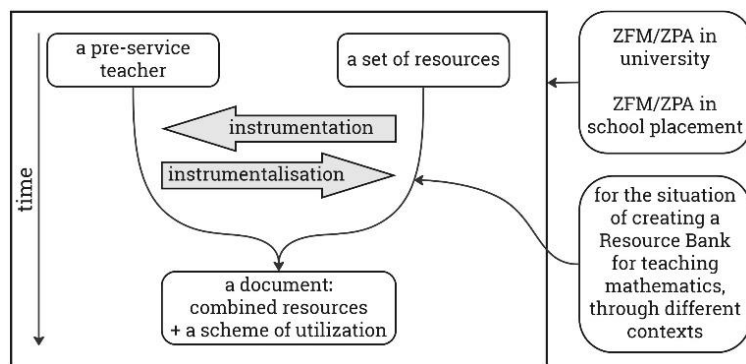 a pre-service
teacher
a set of resources
instrumentation
instrumentalisation
time
a document:
combined resources
+ a scheme of utilization
ZFM/ZPA in
university
ZFM/ZPA in
school placement
for the situation
of creating a
Resource Bank
for teaching
mathematics,
through different
contexts